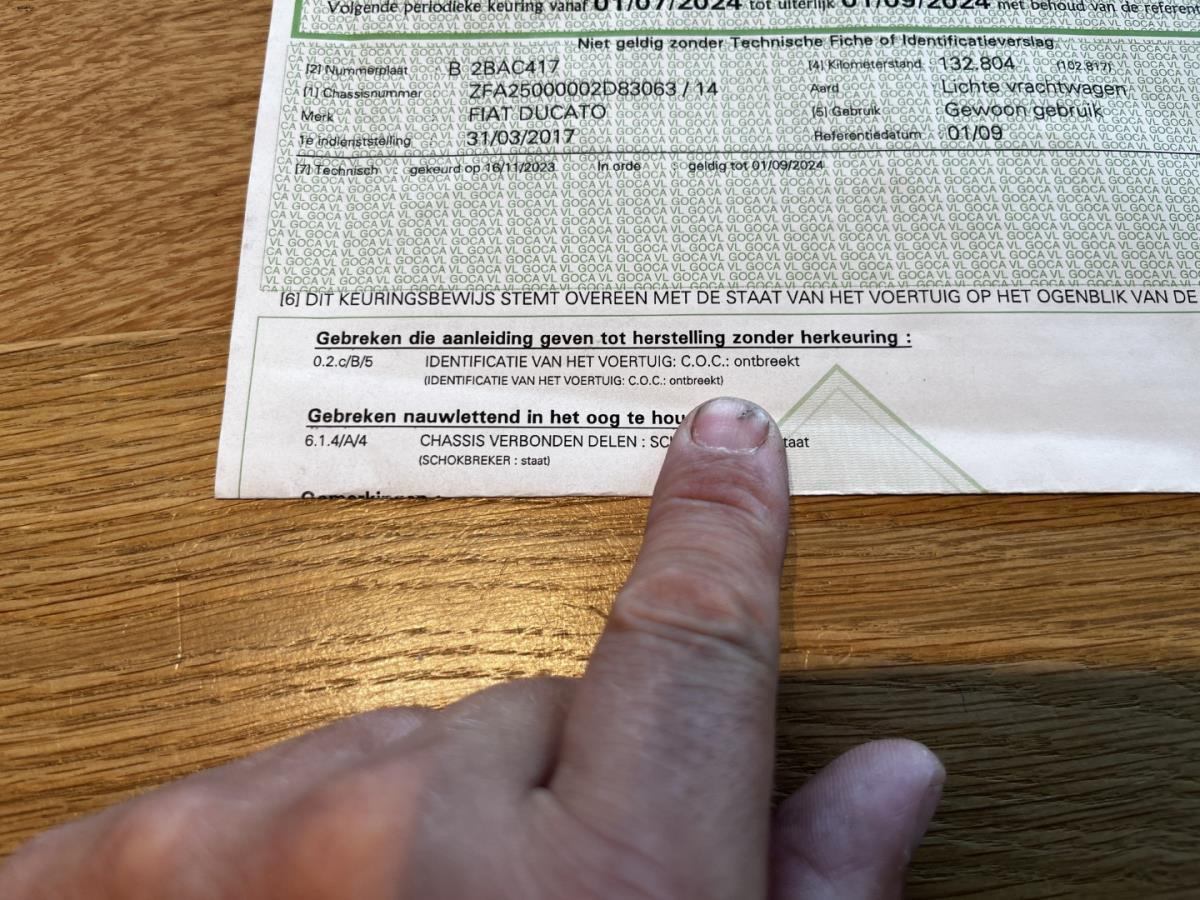 Volgende periodieke keuring vanaf 01/07/2024 tot uiterlijk 01/09/2024 met behoud van de referent
Niet geldig zonder Technische Fiche of Identificatieverslag
[2] Nummerplaat B 2BAC417 [4] Kilometerstand 132.804 (102.817)
[1] Chassisnummer ZFA25000002D83063 / 14 Aard Lichte vrachtwagen
Merk : FIAT DUCATO [5] Gebruik : Gewoon gebruik
1e indienststelling : 31/03/2017 Referentiedatum : 01/09
[7] Technisch : gekeurd op 16/11/2023 In orde : geldig tot 01/09/2024
[6] DIT KEURINGSBEWIJS STEMT OVEREEN MET DE STAAT VAN HET VOERTUIG OP HET OGENBLIK VAN DE
Gebreken die aanleiding geven tot herstelling zonder herkeuring :
0.2.c/B/5 IDENTIFICATIE VAN HET VOERTUIG: C.O.C.: ontbreekt
(IDENTIFICATIE VAN HET VOERTUIG: C.O.C.: ontbreekt)
Gebreken nauwlettend in het oog te hou
6.1.4/A/4 CHASSIS VERBONDEN DELEN : SCH taat
(SCHOKBREKER : staat)